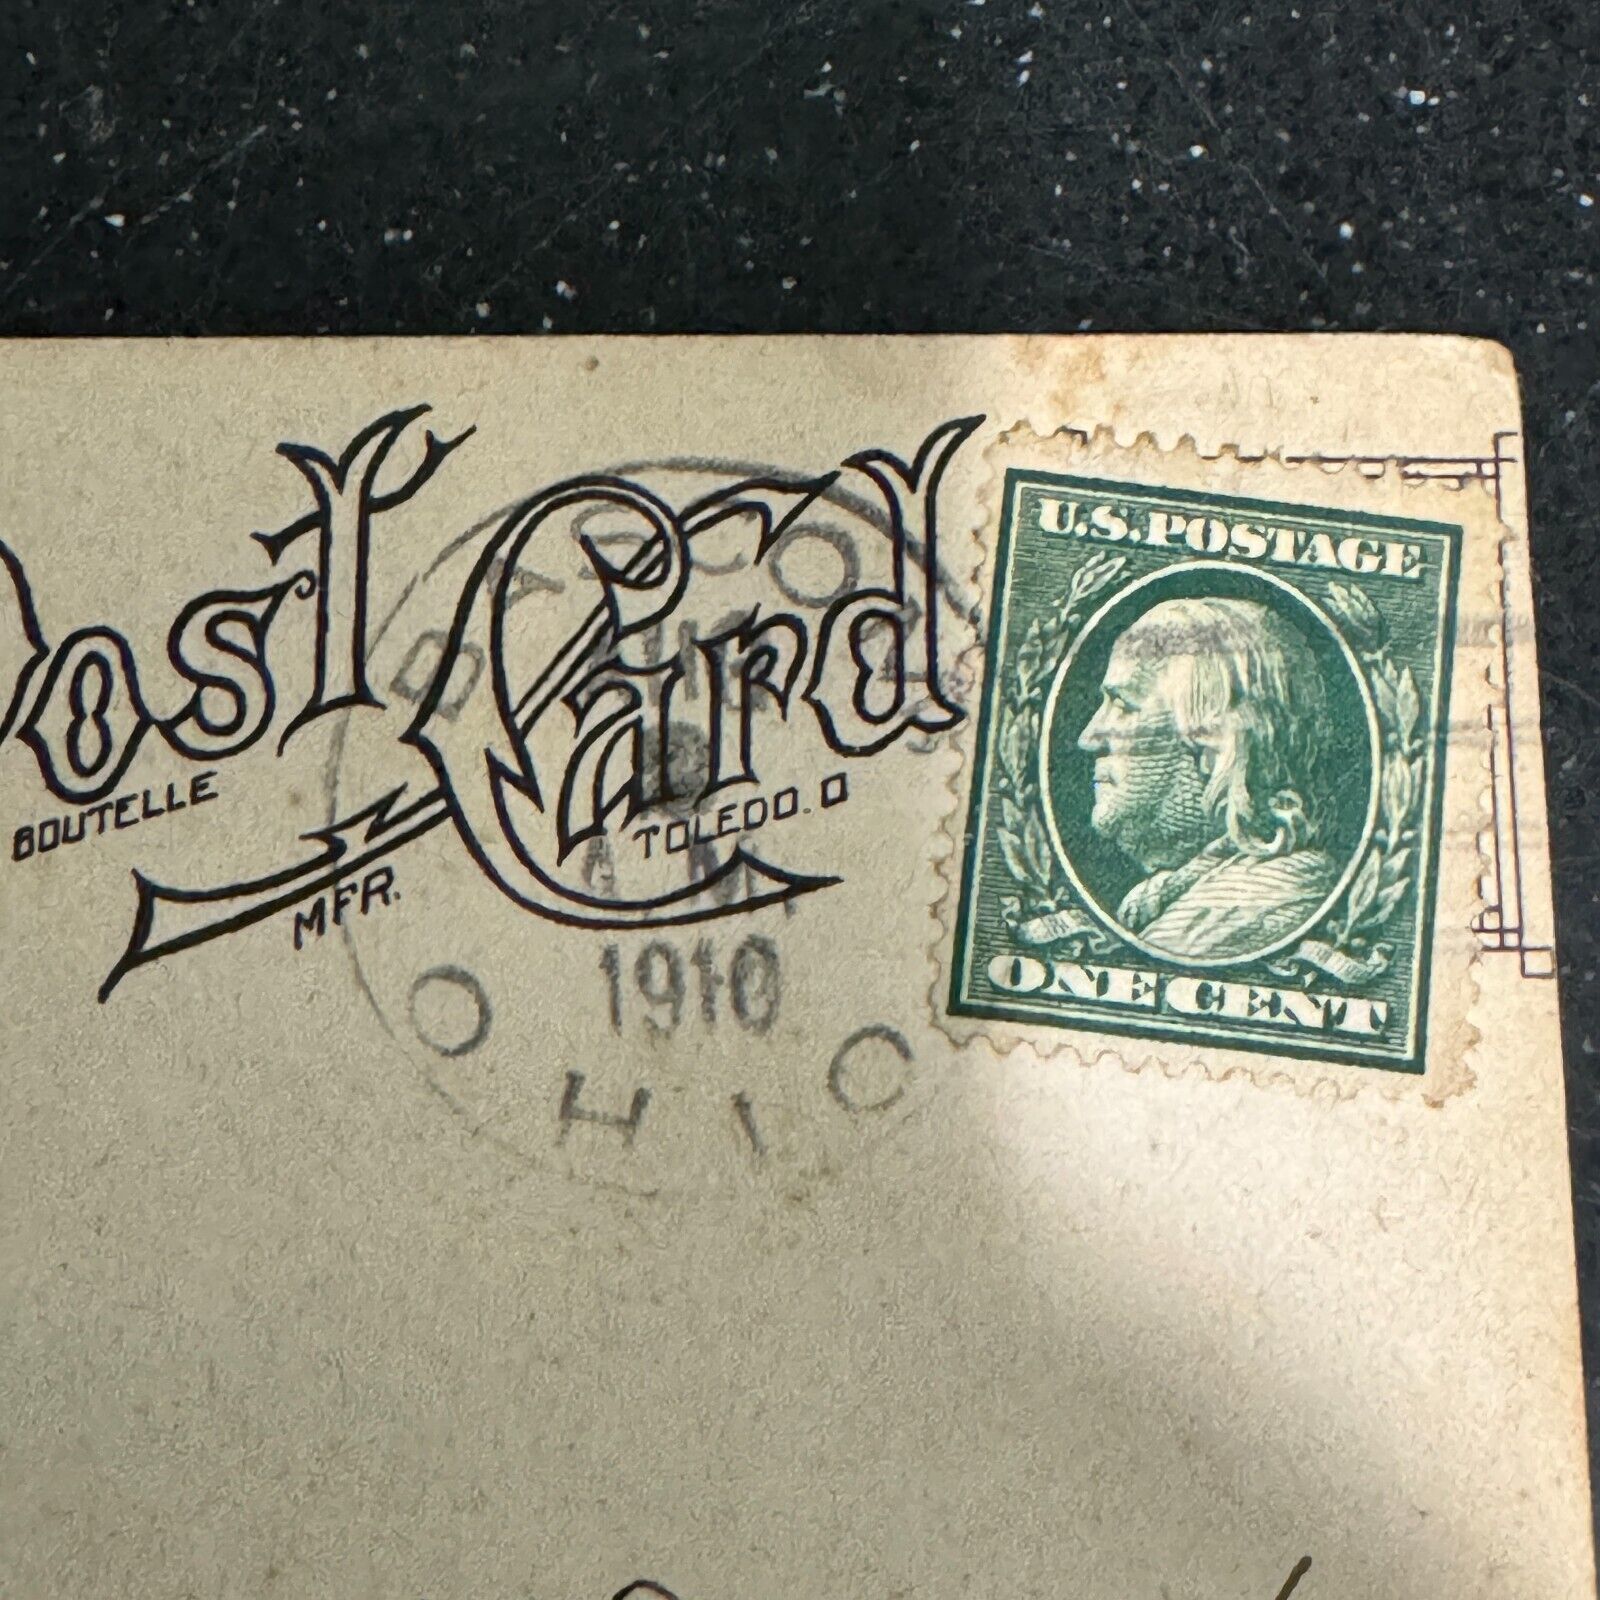 Post Card
BOUTELLE
MFR.
TOLEDO. O
U.S. POSTAGE
ONE CENT
1910
OHIO